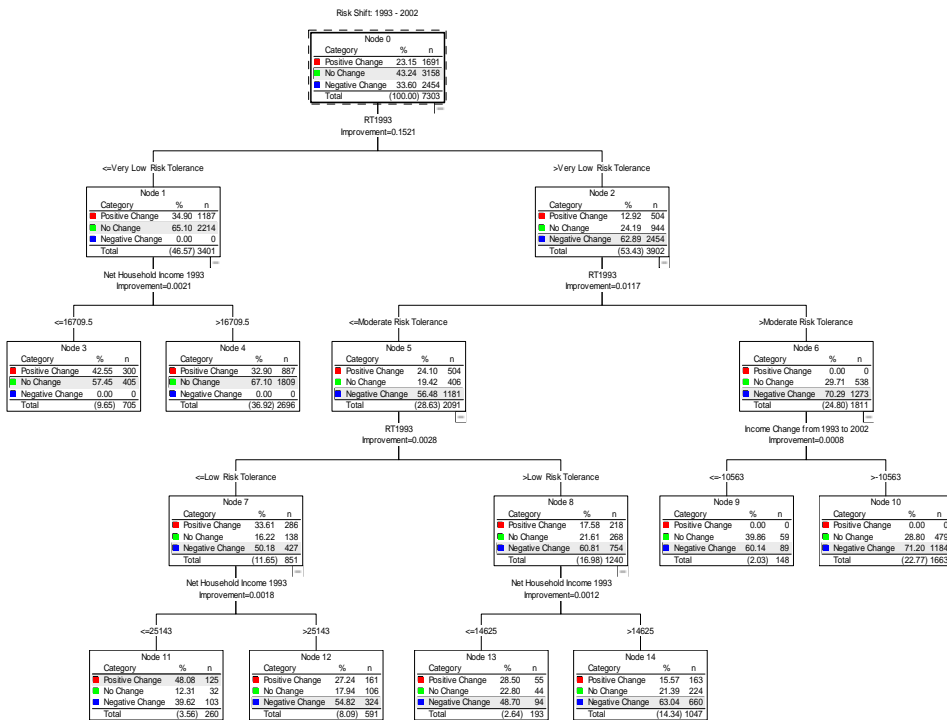 Risk Shift: 1993 - 2002
Node 0
Category % n
Positive Change 23.15 1691
No Change 43.24 3158
Negative Change 33.60 2454
Total (100.00) 7303
RT1993
Improvement=0.1521
<=Very Low Risk Tolerance
>Very Low Risk Tolerance
Node 1
Category % n
Positive Change 34.90 1187
No Change 65.10 2214
Negative Change 0.00 0
Total (46.57) 3401
Node 2
Category % n
Positive Change 12.92 504
No Change 24.19 944
Negative Change 62.89 2454
Total (53.43) 3902
Net Household Income 1993
Improvement=0.0021
RT1993
Improvement=0.0117
<=16709.5
>16709.5
<=Moderate Risk Tolerance
>Moderate Risk Tolerance
Node 3
Category % n
Positive Change 42.55 300
No Change 57.45 405
Negative Change 0.00 0
Total (9.65) 705
Node 4
Category % n
Positive Change 32.90 887
No Change 67.10 1809
Negative Change 0.00 0
Total (36.92) 2696
Node 5
Category % n
Positive Change 24.10 504
No Change 19.42 406
Negative Change 56.48 1181
Total (28.63) 2091
Node 6
Category % n
Positive Change 0.00 0
No Change 29.71 538
Negative Change 70.29 1273
Total (24.80) 1811
RT1993
Improvement=0.0028
Income Change from 1993 to 2002
Improvement=0.0008
<=Low Risk Tolerance
>Low Risk Tolerance
<=-10563
>-10563
Node 7
Category % n
Positive Change 33.61 286
No Change 16.22 138
Negative Change 50.18 427
Total (11.65) 851
Node 8
Category % n
Positive Change 17.58 218
No Change 21.61 268
Negative Change 60.81 754
Total (16.98) 1240
Node 9
Category % n
Positive Change 0.00 0
No Change 39.86 59
Negative Change 60.14 89
Total (2.03) 148
Node 10
Category % n
Positive Change 0.00 0
No Change 28.80 479
Negative Change 71.20 1184
Total (22.77) 1663
Net Household Income 1993
Improvement=0.0018
Net Household Income 1993
Improvement=0.0012
<=25143
>25143
<=14625
>14625
Node 11
Category % n
Positive Change 48.08 125
No Change 12.31 32
Negative Change 39.62 103
Total (3.56) 260
Node 12
Category % n
Positive Change 27.24 161
No Change 17.94 106
Negative Change 54.82 324
Total (8.09) 591
Node 13
Category % n
Positive Change 28.50 55
No Change 22.80 44
Negative Change 48.70 94
Total (2.64) 193
Node 14
Category % n
Positive Change 15.57 163
No Change 21.39 224
Negative Change 63.04 660
Total (14.34) 1047